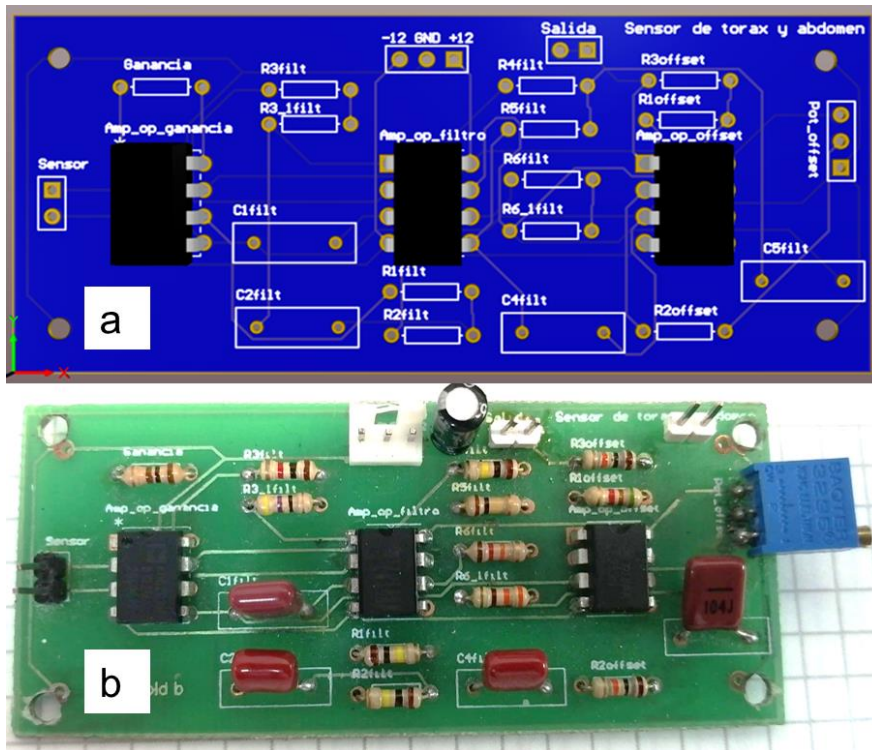 -12 GND +12
Salida
Sensor de torax y abdomen
Ganancia
R3filt
R4filt
R3offset
R3_1filt
R5filt
R1offset
Pot_offset
Amp_op_ganancia
Amp_op_filtro
Amp_op_offset
Sensor
R6filt
C1filt
R6_1filt
C5filt
R1filt
C2filt
C4filt
R2filt
R2offset
a
Y
X
Sensor de torax
Ganancia
R3filt
R3offset
R3_1filt
R5filt
R1offset
Amp_op_ganancia
Amp_op_filtro
Amp_op_offset
Sensor
R6filt
C1filt
R6_1filt
104J
R1filt
R2filt
R2offset
b